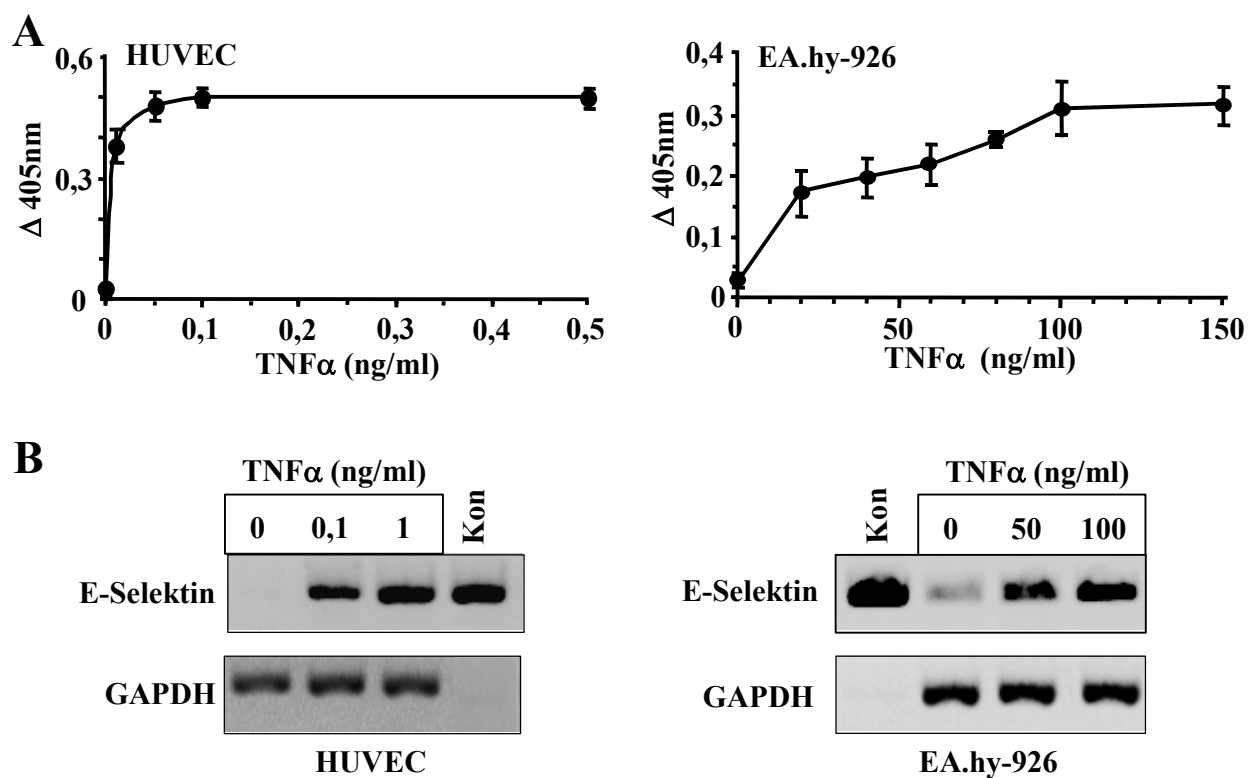 A
HUVEC
0,6
0,3
0
Δ 405nm
0 0,1 0,2 0,3 0,4 0,5
TNFα (ng/ml)
EA.hy-926
0,4
0,3
0,2
0,1
0
Δ 405nm
0 50 100 150
TNFα (ng/ml)
B
TNFα (ng/ml)
0 0,1 1 Kon
E-Selektin
GAPDH
HUVEC
TNFα (ng/ml)
Kon 0 50 100
E-Selektin
GAPDH
EA.hy-926